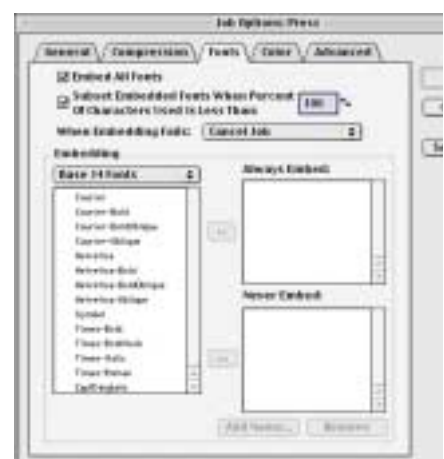 Job Options: Press
General Compression Fonts Color Advanced
Embed All Fonts
Subset Embedded Fonts When Percent
Of Characters Used is Less Than: 100 %
When Embedding Fails: Cancel Job
Embedding
Base 14 Fonts
Always Embed:
Courier
Courier-Bold
Courier-BoldOblique
Courier-Oblique
Helvetica
Helvetica-Bold
Helvetica-BoldOblique
Helvetica-Oblique
Symbol
Never Embed:
Times-Bold
Times-BoldItalic
Times-Italic
Times-Roman
ZapfDingbats
Add Name... Remove